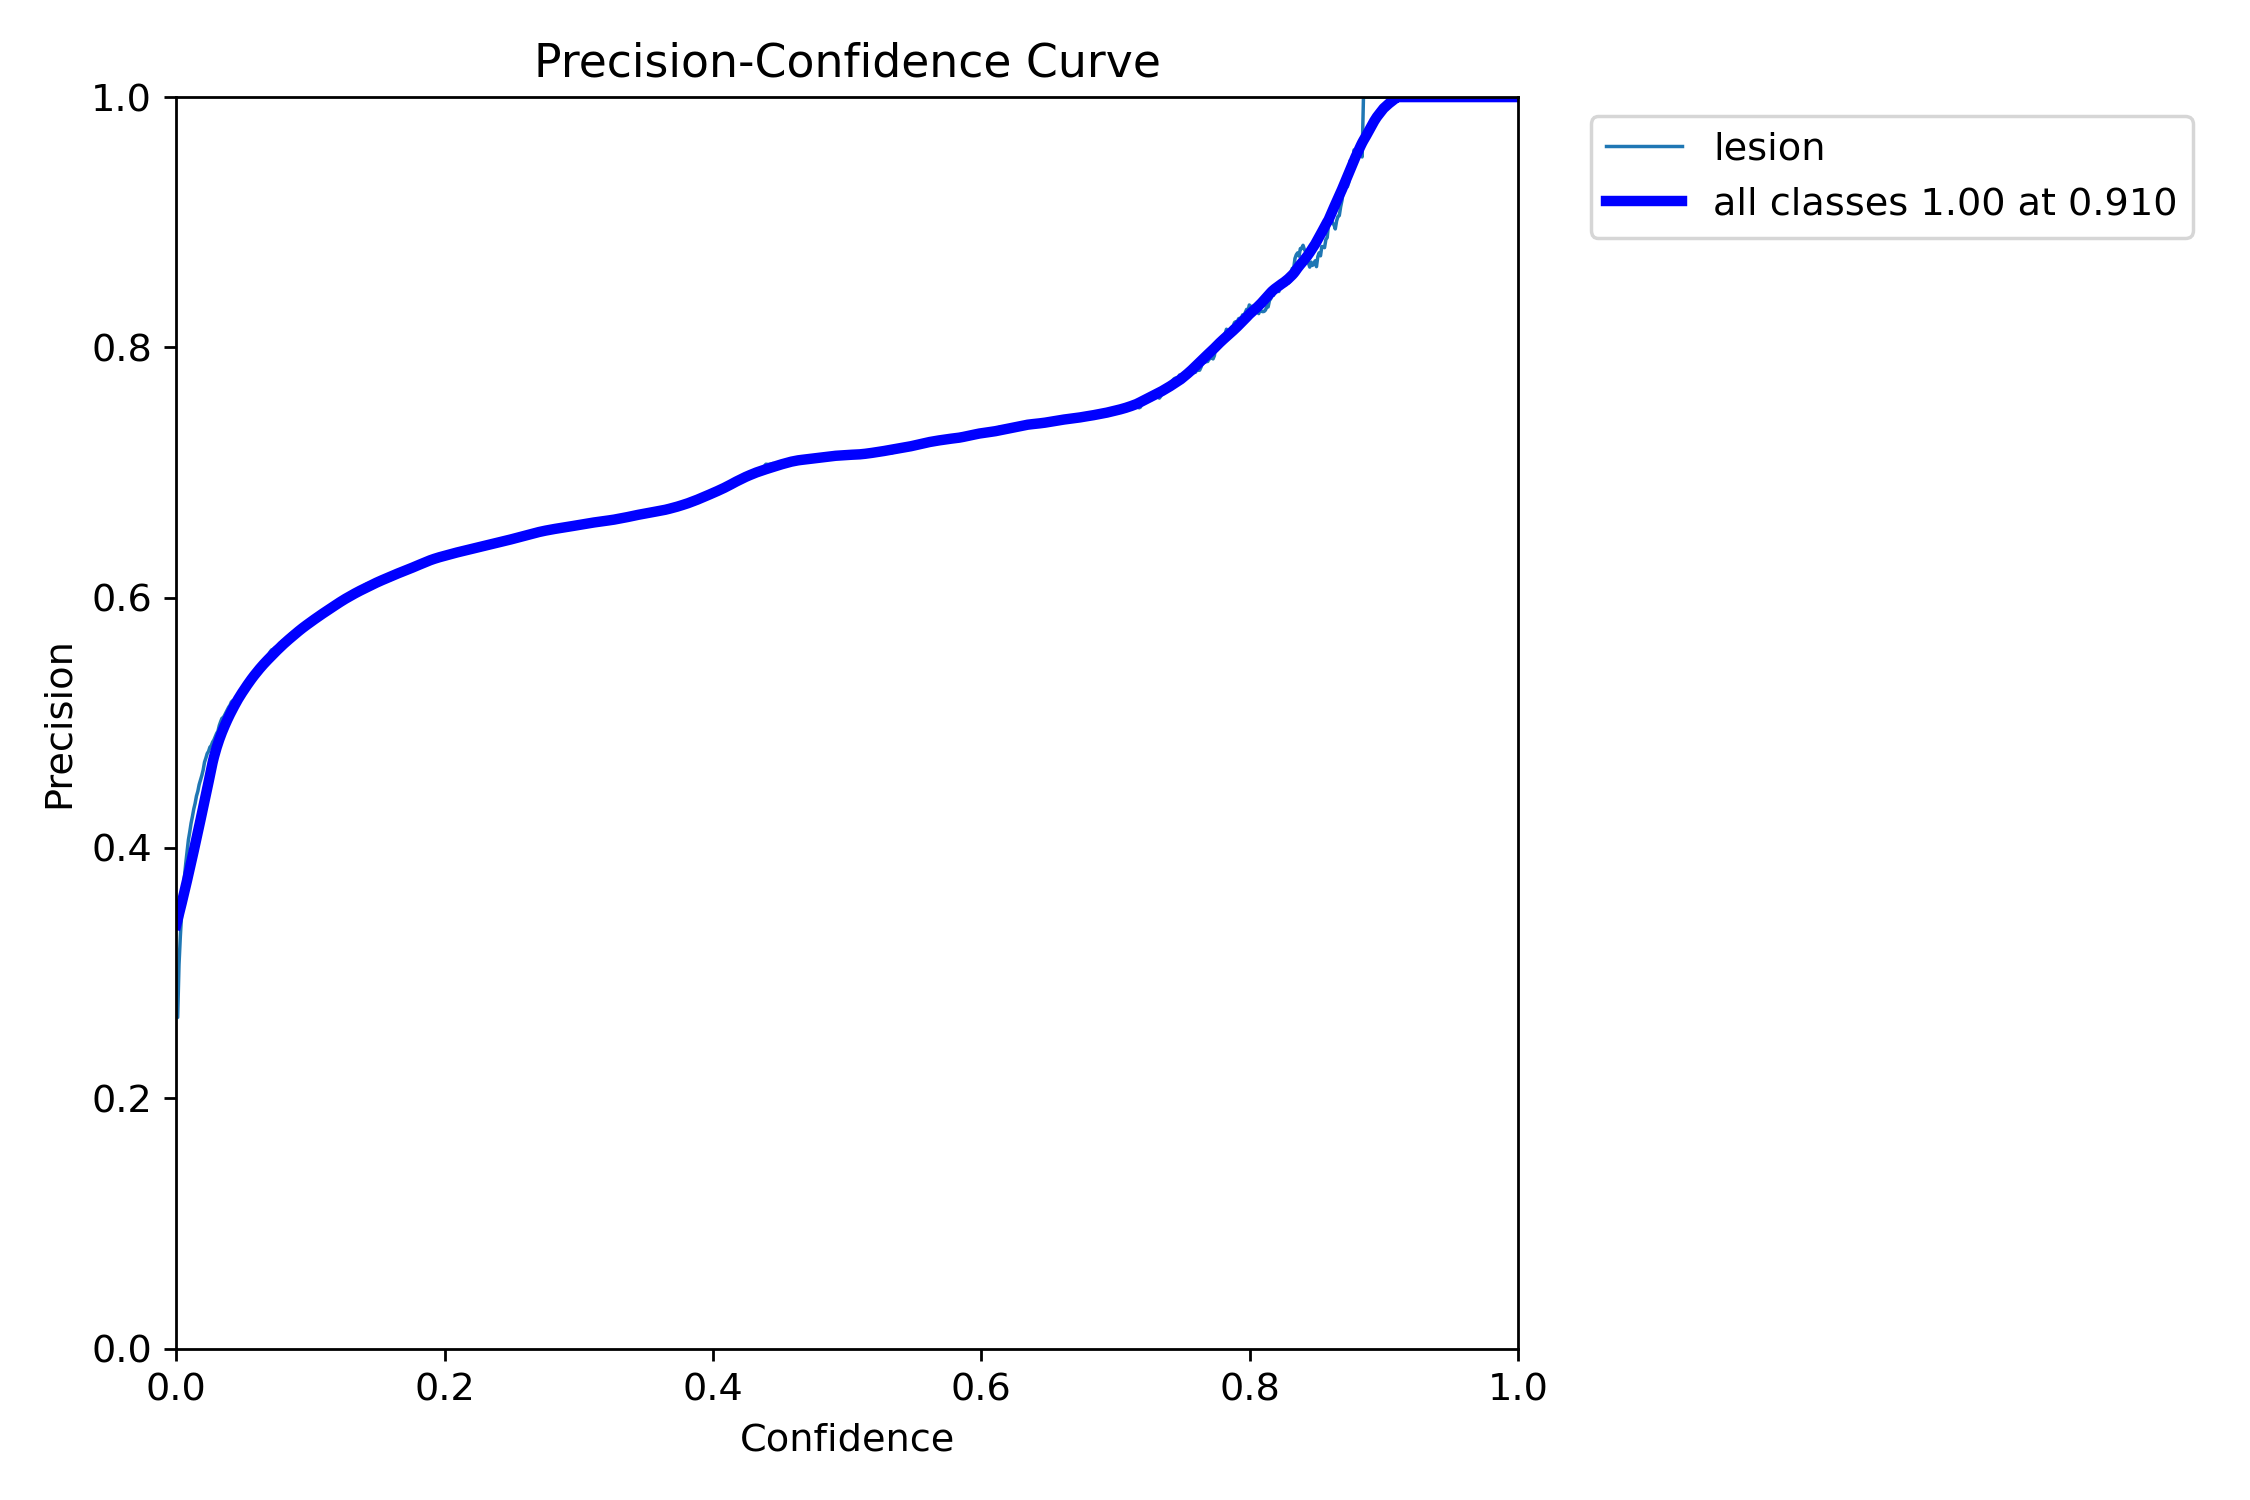 Precision-Confidence Curve
1.0
0.8
0.6
0.4
0.2
0.0
Precision
0.0 0.2 0.4 0.6 0.8 1.0
Confidence
lesion
all classes 1.00 at 0.910